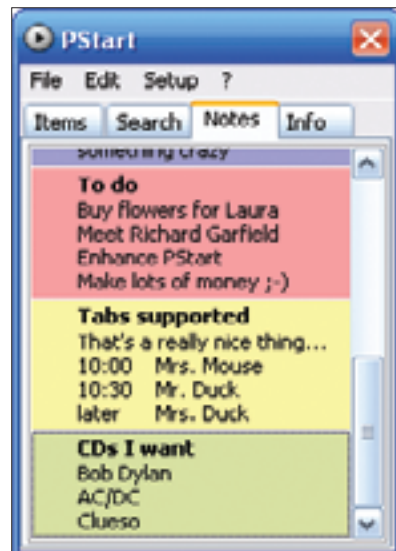 PStart
File Edit Setup ?
Items Search Notes Info
something crazy
To do
Buy flowers for Laura
Meet Richard Garfield
Enhance PStart
Make lots of money ;-)
Tabs supported
That's a really nice thing...
10:00 Mrs. Mouse
10:30 Mr. Duck
later Mrs. Duck
CDs I want
Bob Dylan
AC/DC
Clueso